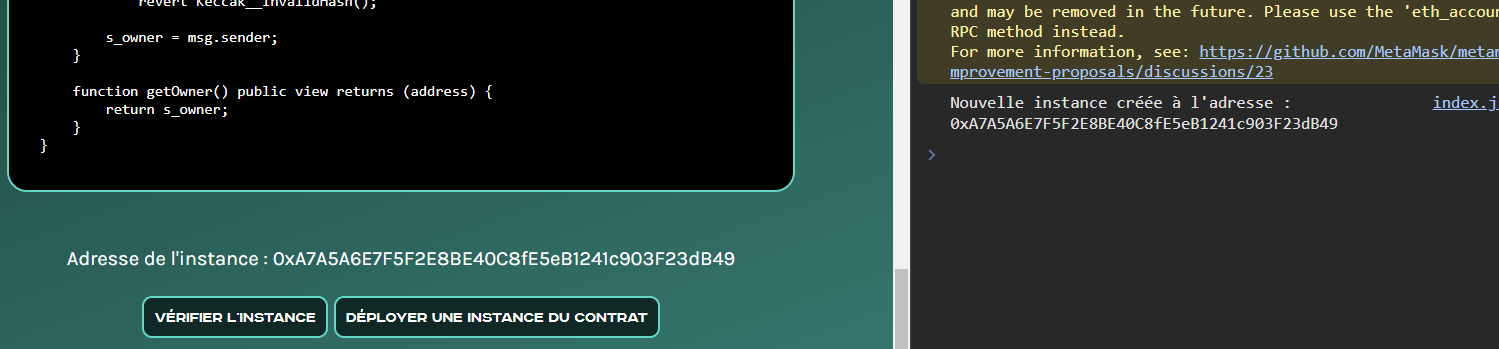 revert Keccak__InvalidHash();
s_owner = msg.sender;
}
function getOwner() public view returns (address) {
return s_owner;
}
}
Adresse de l'instance : 0xA7A5A6E7F5F2E8BE40C8fE5eB1241c903F23dB49
VÉRIFIER L'INSTANCE
DÉPLOYER UNE INSTANCE DU CONTRAT
and may be removed in the future. Please use the 'eth_accoun
RPC method instead.
For more information, see: https://github.com/MetaMask/metam
mprovement-proposals/discussions/23
Nouvelle instance créée à l'adresse : index.j
0xA7A5A6E7F5F2E8BE40C8fE5eB1241c903F23dB49